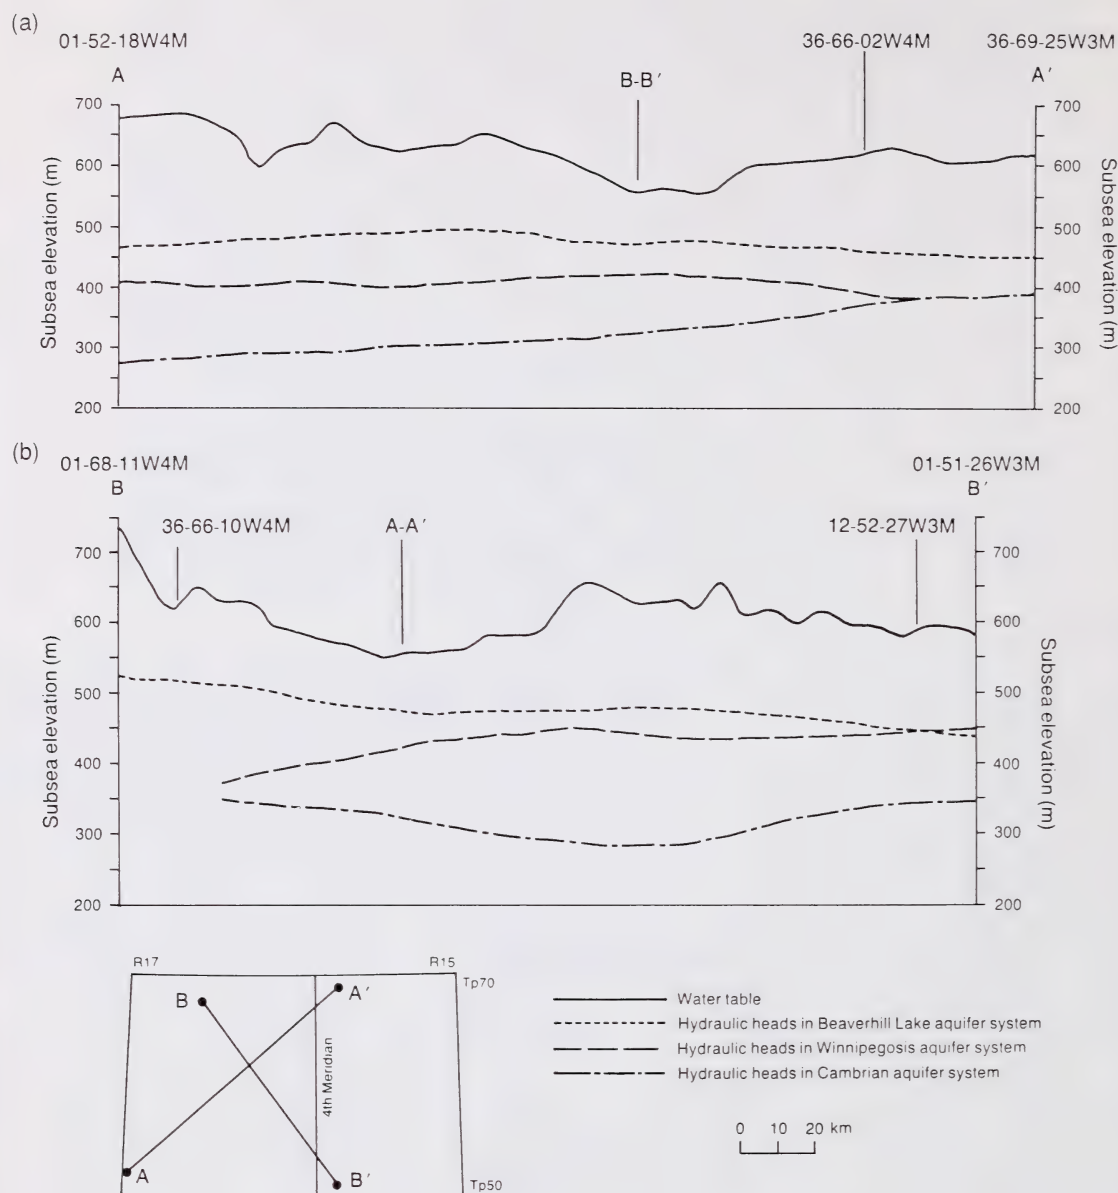 (a)
01-52-18W4M
36-66-02W4M
36-69-25W3M
A
B-B′
A′
700
600
500
400
300
200
Subsea elevation (m)
700
600
500
400
300
200
Subsea elevation (m)
(b)
01-68-11W4M
01-51-26W3M
B
B′
36-66-10W4M
A-A′
12-52-27W3M
700
600
500
400
300
200
Subsea elevation (m)
700
600
500
400
300
200
Subsea elevation (m)
R17
R15
Tp70
B
A′
4th Meridian
A
B′
Tp50
Water table
Hydraulic heads in Beaverhill Lake aquifer system
Hydraulic heads in Winnipegosis aquifer system
Hydraulic heads in Cambrian aquifer system
0 10 20 km